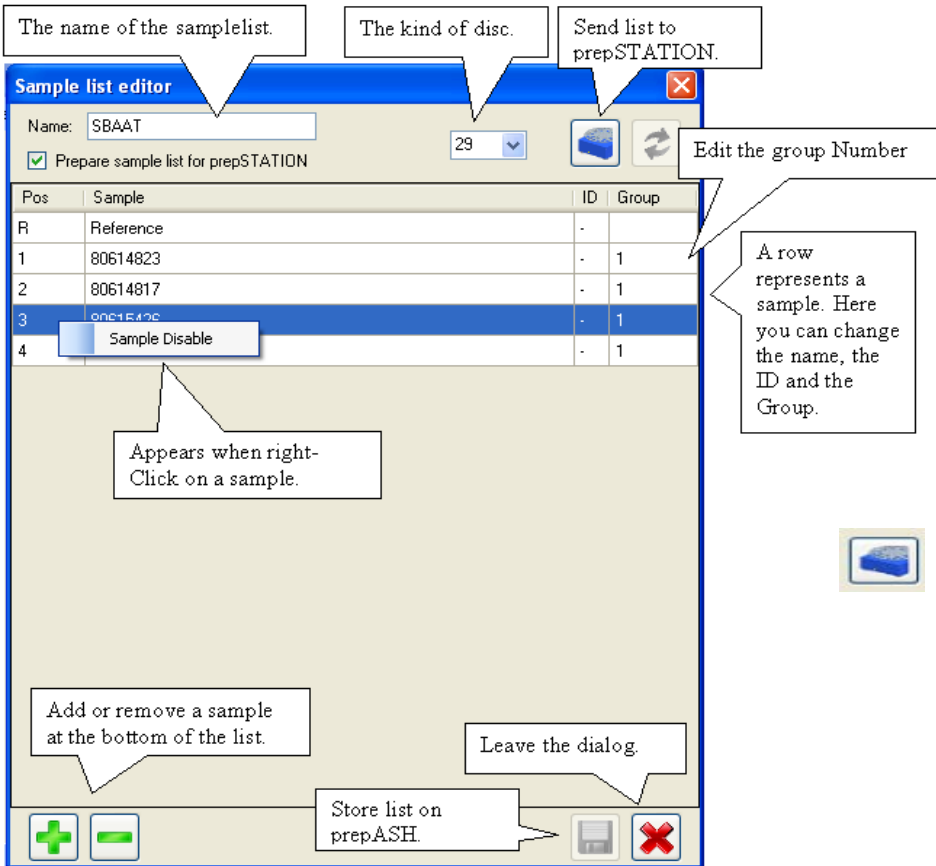 The name of the samplelist.
The kind of disc.
Send list to
prepSTATION.
Sample list editor
Name: SBAAT
29
Prepare sample list for prepSTATION
Edit the group Number
Pos Sample ID Group
R Reference -
1 80614823 - 1
2 80614817 - 1
3 80615426 - 1
Sample Disable
4 - 1
A row
represents a
sample. Here
you can change
the name, the
ID and the
Group.
Appears when right-
Click on a sample.
Add or remove a sample
at the bottom of the list.
Leave the dialog.
Store list on
prepASH.